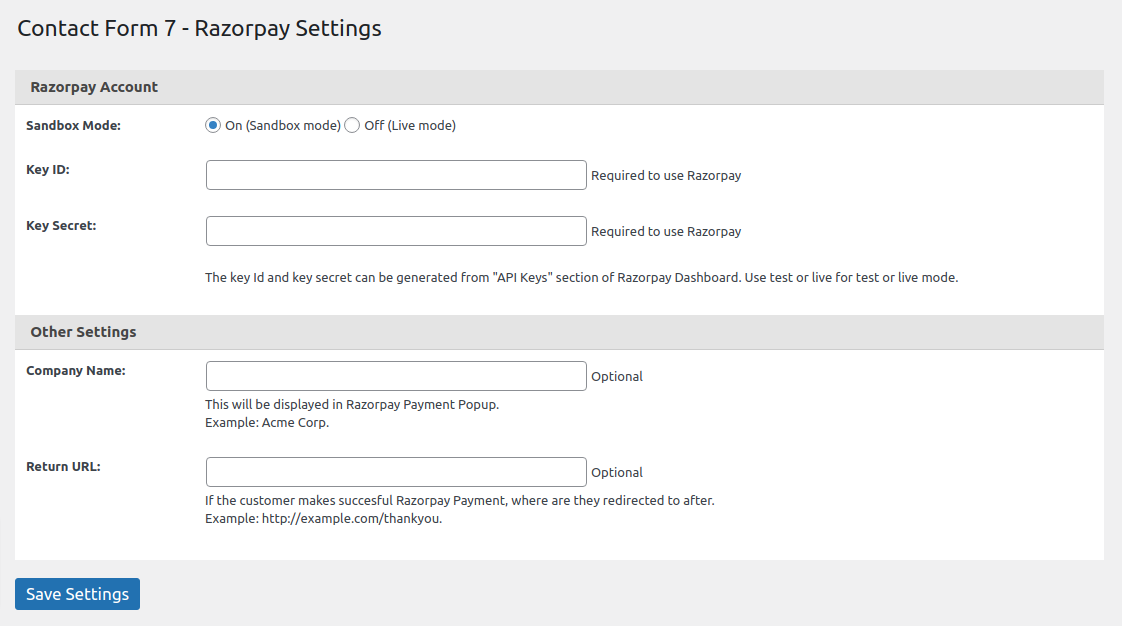 Contact Form 7 - Razorpay Settings
Razorpay Account
Sandbox Mode: On (Sandbox mode) Off (Live mode)
Key ID: Required to use Razorpay
Key Secret: Required to use Razorpay
The key Id and key secret can be generated from "API Keys" section of Razorpay Dashboard. Use test or live for test or live mode.
Other Settings
Company Name: Optional
This will be displayed in Razorpay Payment Popup.
Example: Acme Corp.
Return URL: Optional
If the customer makes succesful Razorpay Payment, where are they redirected to after.
Example: http://example.com/thankyou.
Save Settings